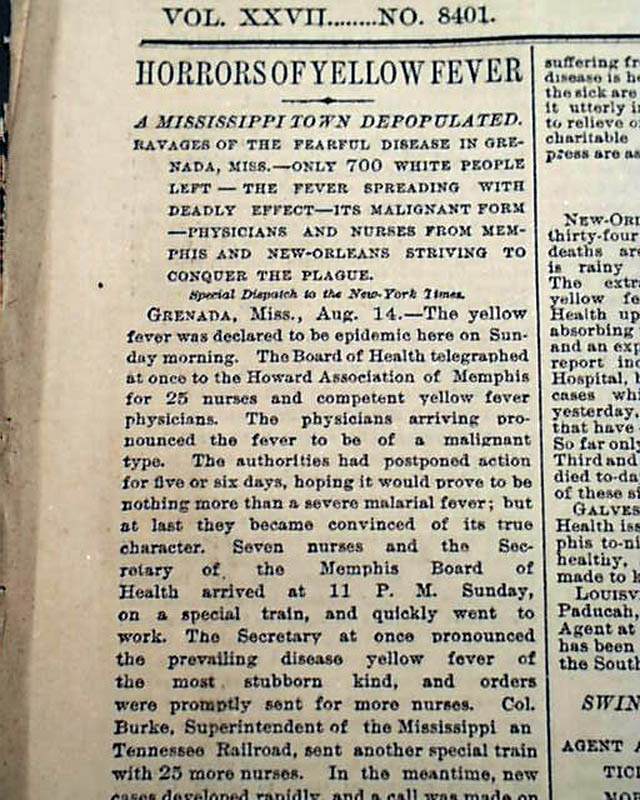 VOL. XXVII........NO. 8401.
HORRORS OF YELLOW FEVER
A MISSISSIPPI TOWN DEPOPULATED.
RAVAGES OF THE FEARFUL DISEASE IN GRE-
NADA, MISS.—ONLY 700 WHITE PEOPLE
LEFT — THE FEVER SPREADING WITH
DEADLY EFFECT—ITS MALIGNANT FORM
—PHYSICIANS AND NURSES FROM MEM-
PHIS AND NEW-ORLEANS STRIVING TO
CONQUER THE PLAGUE.
Special Dispatch to the New-York Times.
GRENADA, Miss., Aug. 14.—The yellow
fever was declared to be epidemic here on Sun-
day morning. The Board of Health telegraphed
at once to the Howard Association of Memphis
for 25 nurses and competent yellow fever
physicians. The physicians arriving pro-
nounced the fever to be of a malignant
type. The authorities had postponed action
for five or six days, hoping it would prove to be
nothing more than a severe malarial fever; but
at last they became convinced of its true
character. Seven nurses and the Sec-
retary of the Memphis Board of
Health arrived at 11 P. M. Sunday,
on a special train, and quickly went to
work. The Secretary at once pronounced
the prevailing disease yellow fever of
the most stubborn kind, and orders
were promptly sent for more nurses. Col.
Burke, Superintendent of the Mississippi an
Tennessee Railroad, sent another special train
with 25 more nurses. In the meantime, new
cases developed rapidly, and a call was made on
suffering fr
disease is he
the sick are
it utterly i
to relieve o
charitable
press are as
NEW-ORL
thirty-four
deaths are
is rainy
The extra
yellow fe
Health up
absorbing
and an exp
report inc
Hospital, b
cases whi
yesterday.
that have
So far only
Third and
died to-da
of these si
GALVES
Health iss
phis to-ni
healthy,
made to k
LOUISV
Paducah,
Agent at
has been
the South
SWIN
AGENT A
TIC
NOR